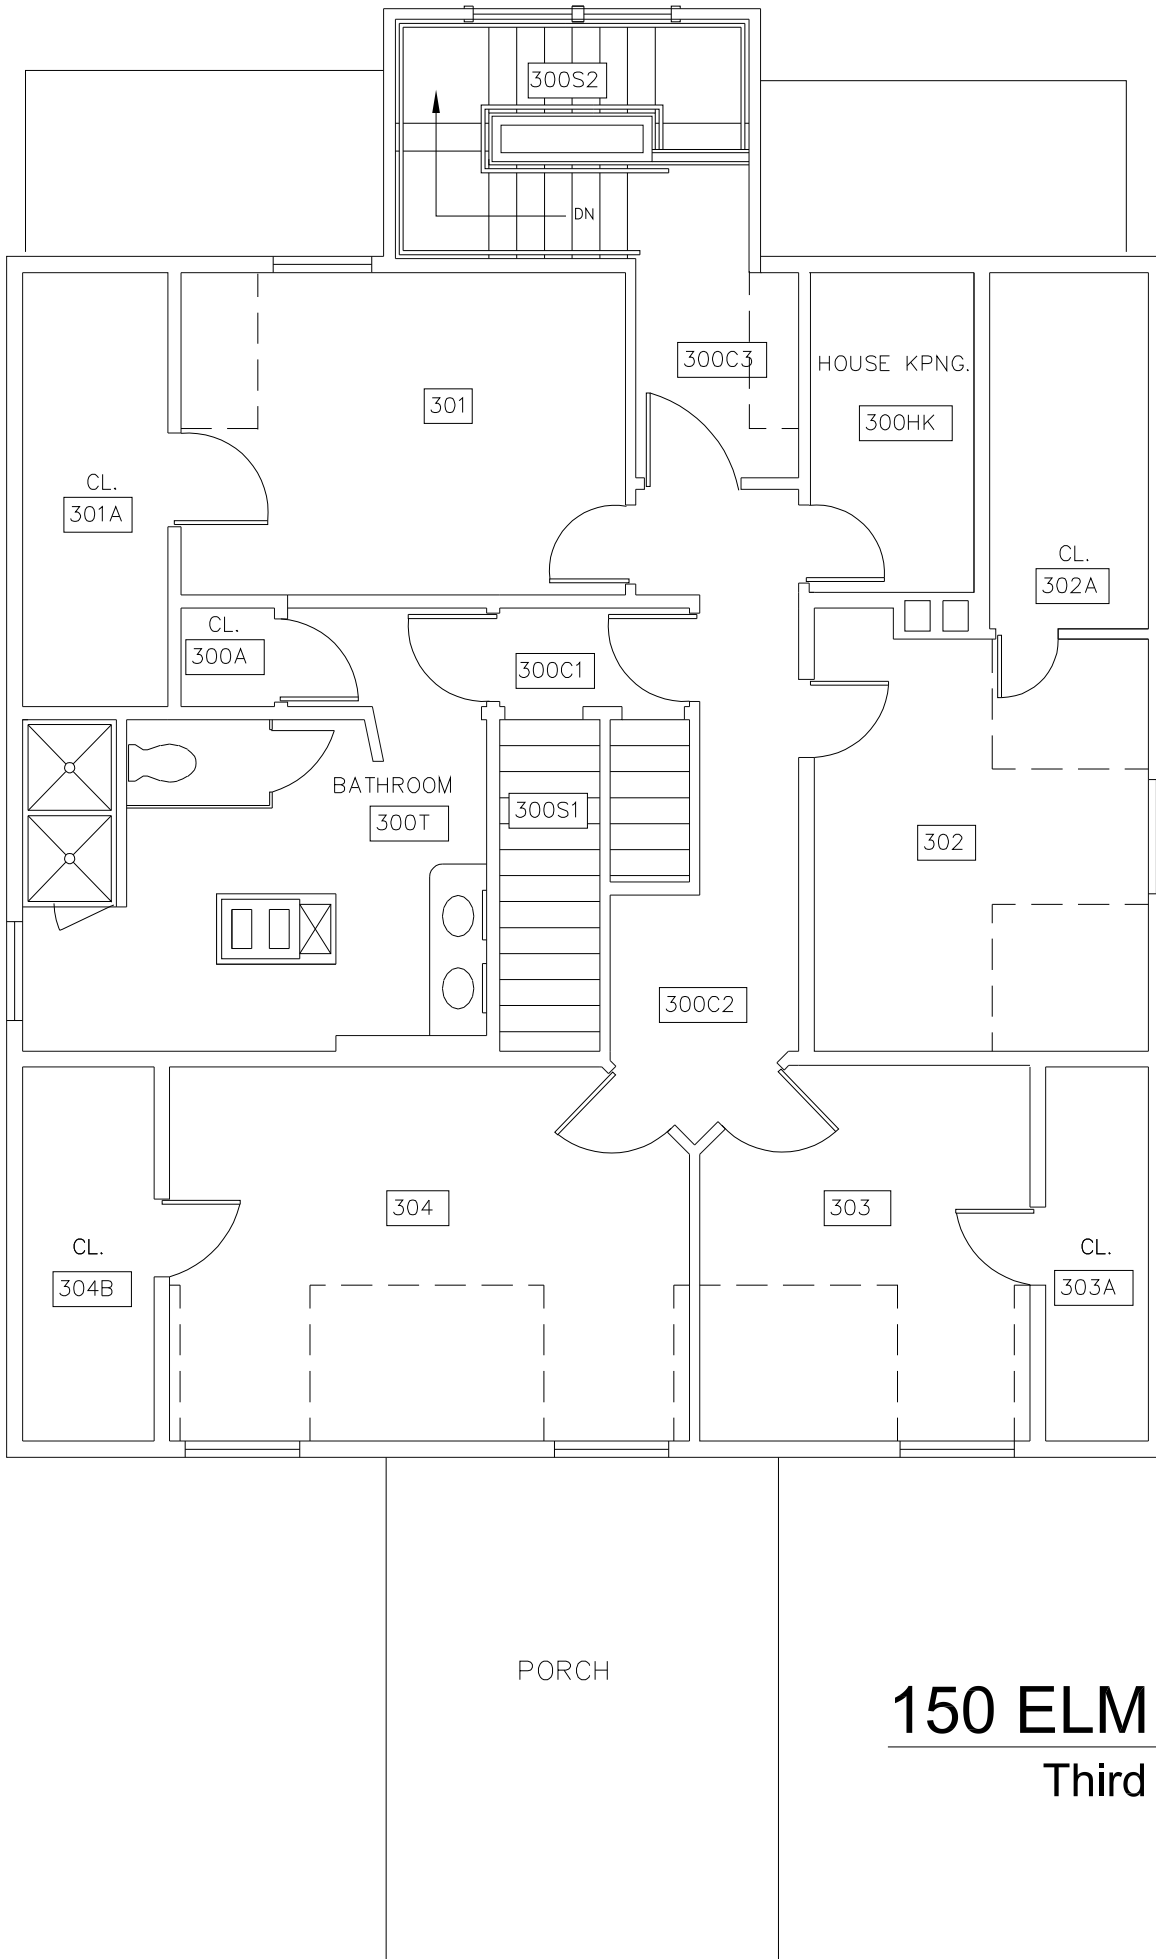 300S2
DN
300C3
HOUSE KPNG.
301
300HK
CL.
301A
CL.
302A
CL.
300A
300C1
BATHROOM
300S1
300T
302
300C2
304
303
CL.
304B
CL.
303A
PORCH
150 ELM
Third